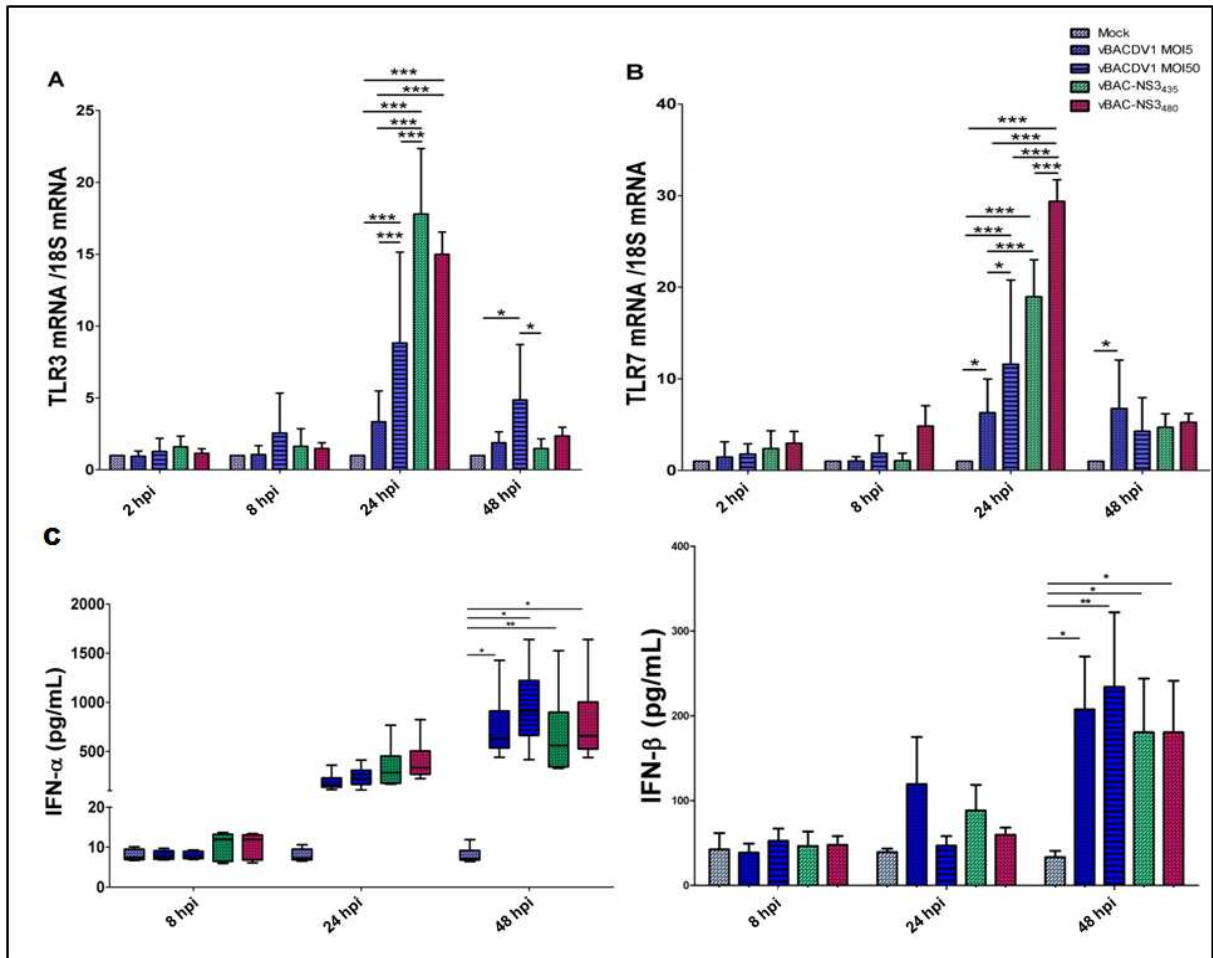 A
TLR3 mRNA /18S mRNA
25
20
15
10
5
0
***
***
***
***
***
***
***
*
*
2 hpi
8 hpi
24 hpi
48 hpi
B
Mock
vBACDV1 MOI5
vBACDV1 MOI50
vBAC-NS3435
vBAC-NS3480
TLR7 mRNA /18S mRNA
40
30
20
10
0
***
***
***
***
***
***
***
*
*
*
2 hpi
8 hpi
24 hpi
48 hpi
C
IFN-α (pg/mL)
2000
1500
1000
500
20
10
0
*
*
**
*
8 hpi
24 hpi
48 hpi
IFN-β (pg/mL)
400
300
200
100
0
*
*
**
*
8 hpi
24 hpi
48 hpi